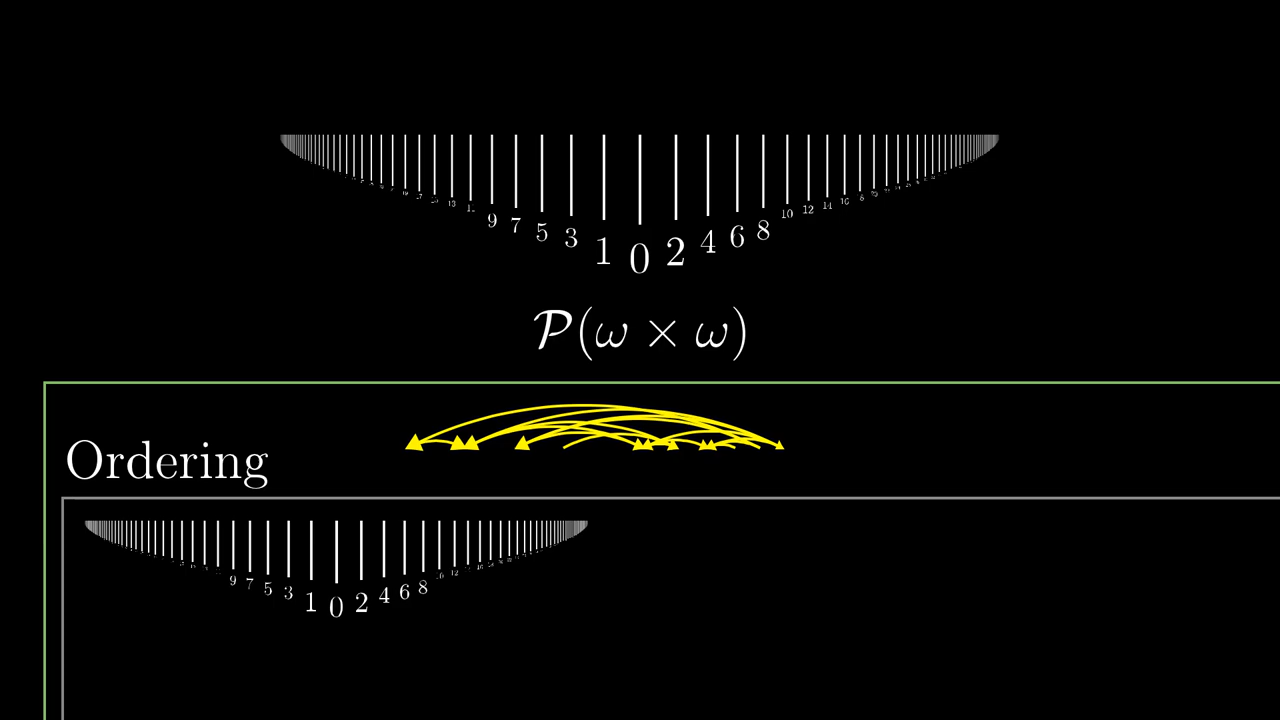 9 7 5 3 1 0 2 4 6 8 10 12 14 16
𝒫(ω × ω)
Ordering
9 7 5 3 1 0 2 4 6 8